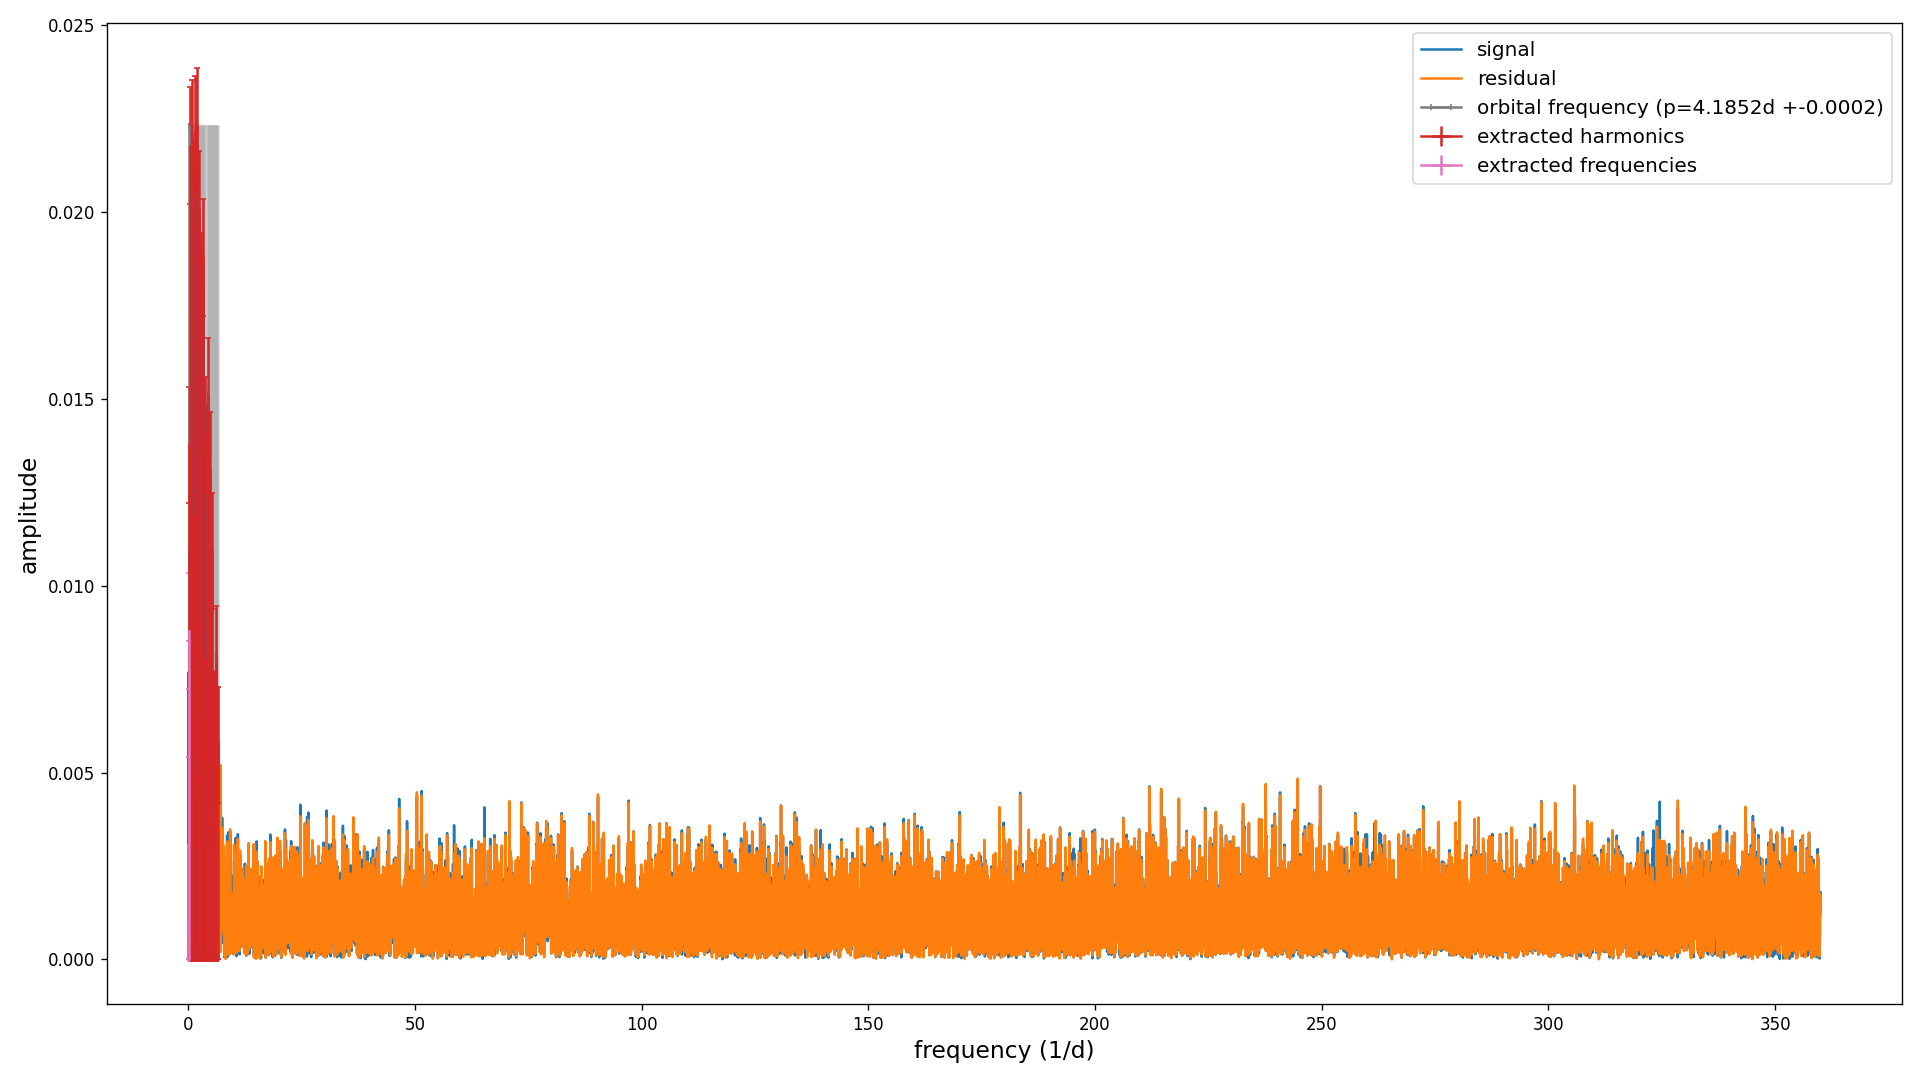 0.025
0.020
0.015
0.010
0.005
0.000
amplitude
0
50
100
150
200
250
300
350
frequency (1/d)
signal
residual
orbital frequency (p=4.1852d +-0.0002)
extracted harmonics
extracted frequencies